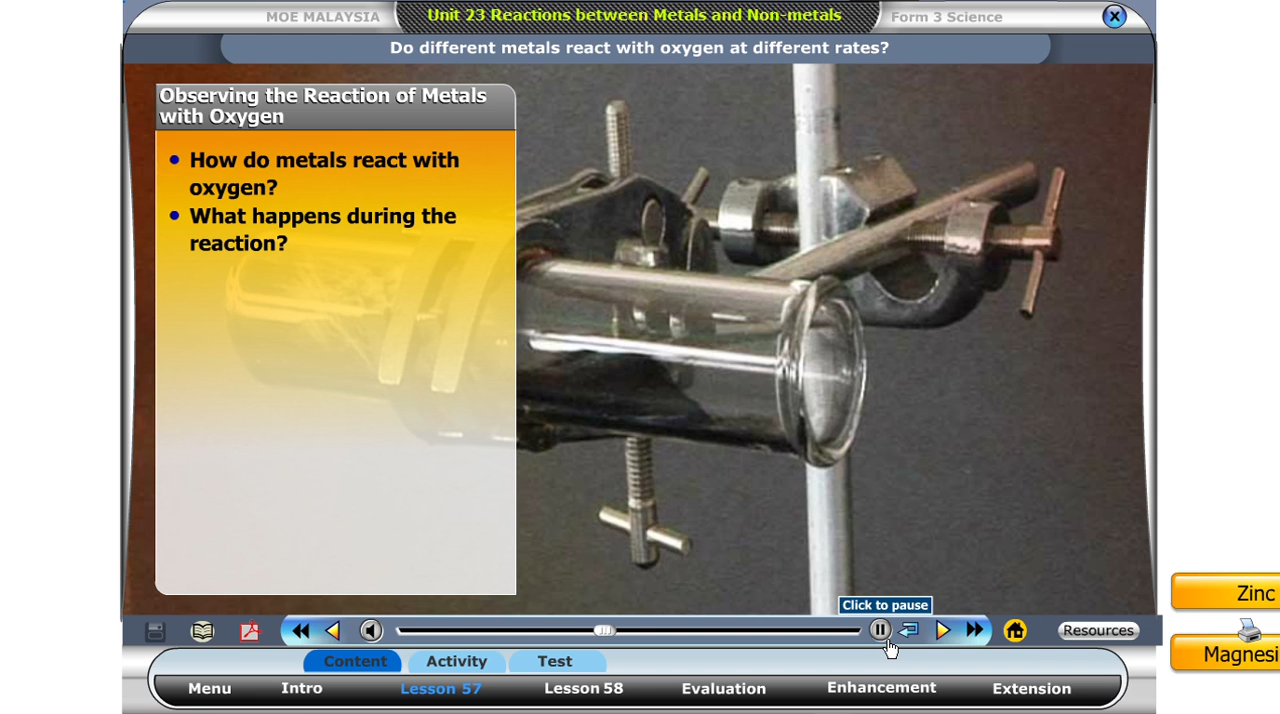 MOE MALAYSIA
Unit 23 Reactions between Metals and Non-metals
Form 3 Science
Do different metals react with oxygen at different rates?
Observing the Reaction of Metals
with Oxygen
• How do metals react with
oxygen?
• What happens during the
reaction?
Zinc
Click to pause
Resources
Magnesi
Content
Activity
Test
Menu
Intro
Lesson 57
Lesson 58
Evaluation
Enhancement
Extension